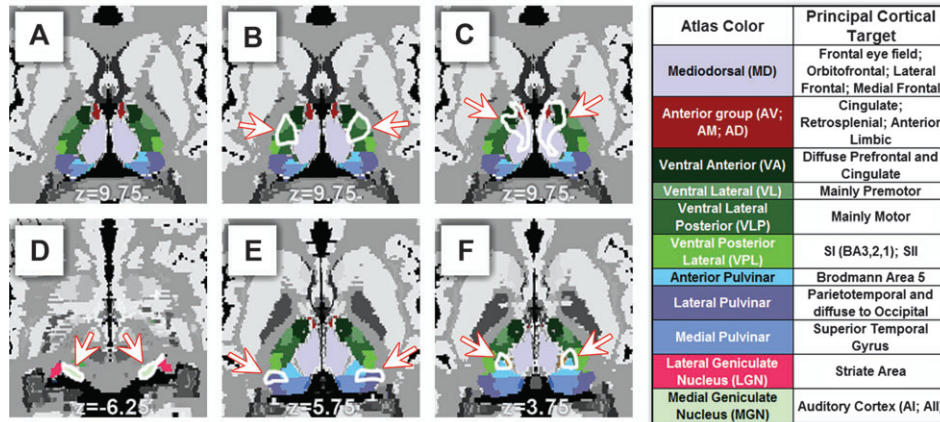 A
B
C
z=9.75
z=9.75
z=9.75
D
E
F
z=-6.25
z=5.75
z=3.75
Atlas Color
Principal Cortical
Target
Mediodorsal (MD)
Frontal eye field;
Orbitofrontal; Lateral
Frontal; Medial Frontal
Anterior group (AV;
AM; AD)
Cingulate;
Retrosplenial; Anterior
Limbic
Ventral Anterior (VA)
Diffuse Prefrontal and
Cingulate
Ventral Lateral (VL)
Mainly Premotor
Ventral Lateral
Posterior (VLP)
Mainly Motor
Ventral Posterior
Lateral (VPL)
SI (BA3,2,1); SII
Anterior Pulvinar
Brodmann Area 5
Lateral Pulvinar
Parietotemporal and
diffuse to Occipital
Medial Pulvinar
Superior Temporal
Gyrus
Lateral Geniculate
Nucleus (LGN)
Striate Area
Medial Geniculate
Nucleus (MGN)
Auditory Cortex (AI; AII)